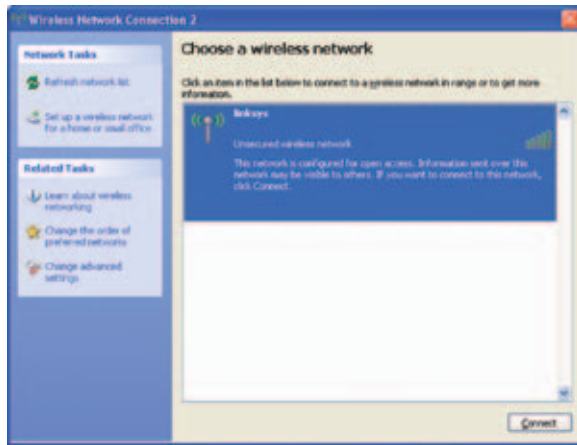 Wireless Network Connection 2
Network Tasks
Refresh network list
Set up a wireless network
for a home or small office
Related Tasks
Learn about wireless
networking
Change the order of
preferred networks
Change advanced
settings
Choose a wireless network
Click an item in the list below to connect to a wireless network in range or to get more
information.
linksys
Unsecured wireless network
This network is configured for open access. Information sent over this
network may be visible to others. If you want to connect to this network,
click Connect.
Connect